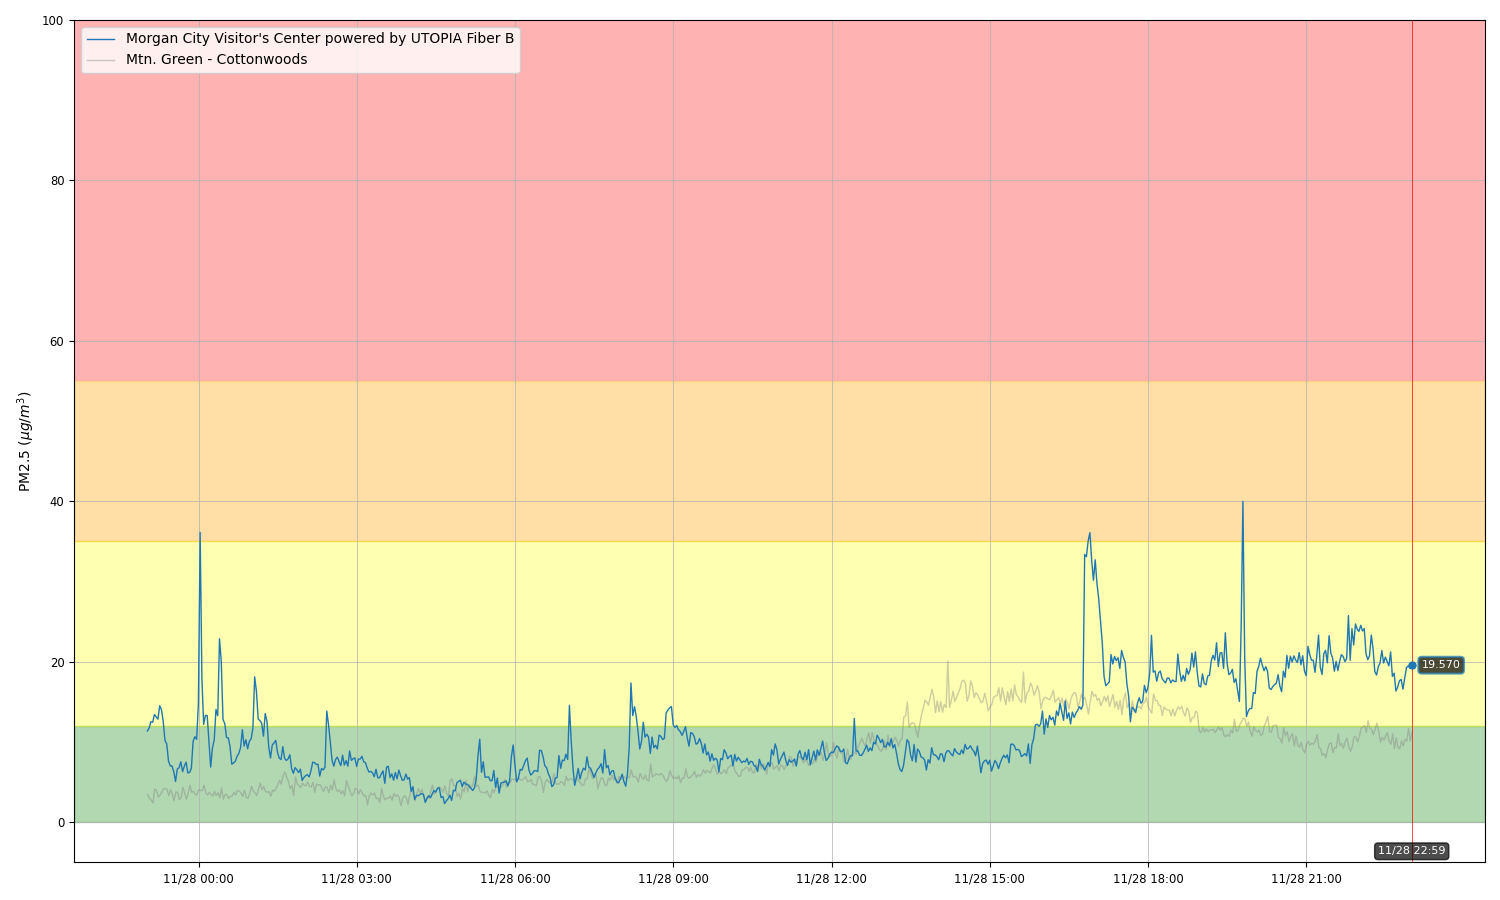 100
Morgan City Visitor's Center powered by UTOPIA Fiber B
Mtn. Green - Cottonwoods
80
60
PM2.5 (μg/m³)
40
20
19.570
0
11/28 22:59
11/28 00:00 11/28 03:00 11/28 06:00 11/28 09:00 11/28 12:00 11/28 15:00 11/28 18:00 11/28 21:00